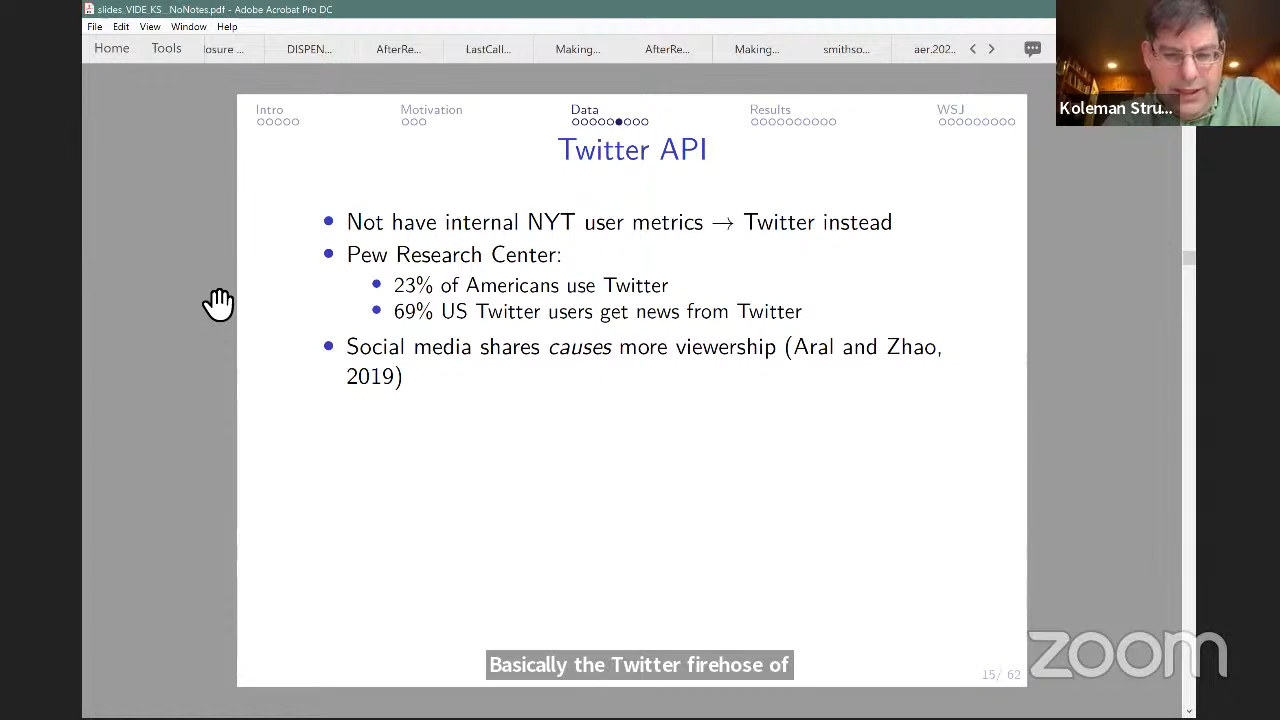 slides_VIDE_KS_NoNotes.pdf - Adobe Acrobat Pro DC
File Edit View Window Help
Home Tools losure ... DISPEN... AfterRe... LastCall... Making... AfterRe... Making... smithso... aer.202...
Koleman Stru...
Intro Motivation Data Results WSJ
Twitter API
Not have internal NYT user metrics → Twitter instead
Pew Research Center:
23% of Americans use Twitter
69% US Twitter users get news from Twitter
Social media shares causes more viewership (Aral and Zhao,
2019)
Basically the Twitter firehose of
15/ 62
zoom